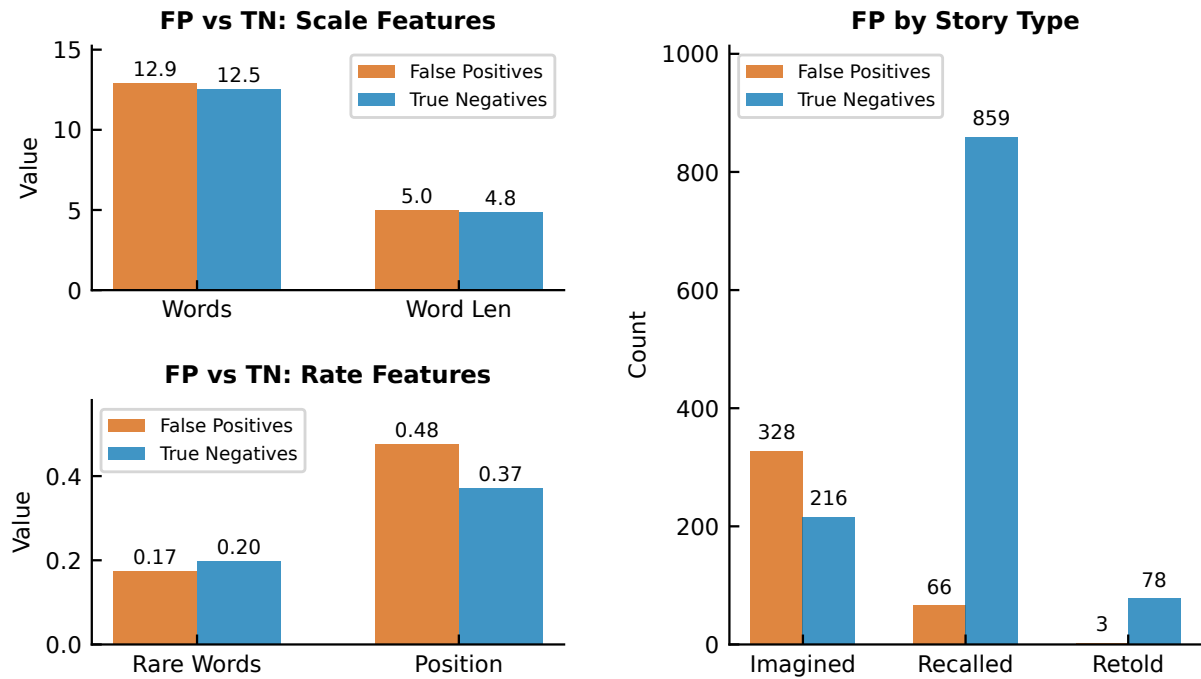 FP vs TN: Scale Features
15
10
5
0
Value
12.9
12.5
5.0
4.8
False Positives
True Negatives
Words
Word Len
FP vs TN: Rate Features
0.4
0.2
0.0
Value
False Positives
True Negatives
0.17
0.20
0.48
0.37
Rare Words
Position
FP by Story Type
1000
800
600
400
200
0
Count
False Positives
True Negatives
328
216
66
859
3
78
Imagined
Recalled
Retold